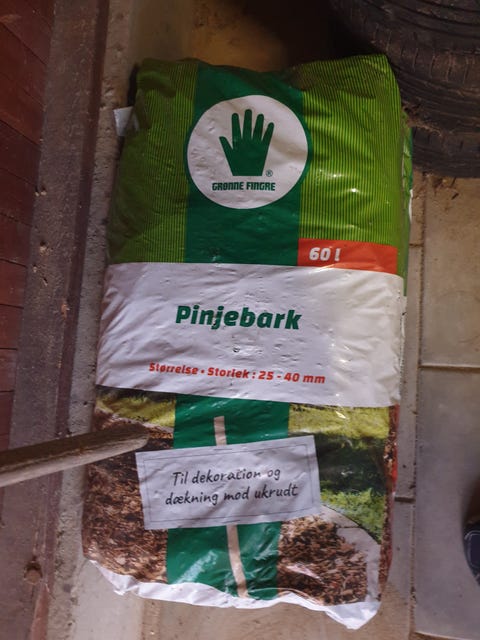 GRØNNE FINGRE
60 l
Pinjebark
Størrelse • Storlek : 25 - 40 mm
Til dekoration og
dækning mod ukrudt